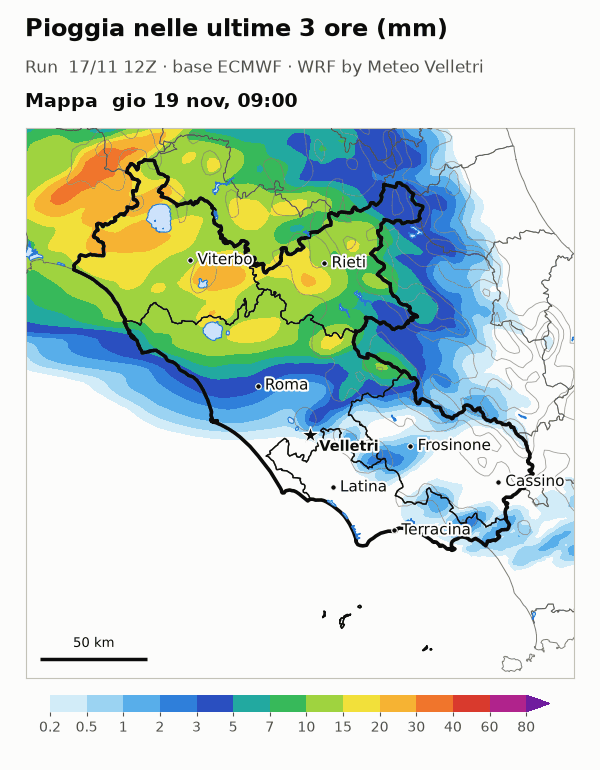 Pioggia nelle ultime 3 ore (mm)
Run  17/11 12Z · base ECMWF · WRF by Meteo Velletri
Mappa  gio 19 nov, 09:00
Viterbo
Rieti
Roma
Velletri
Frosinone
Latina
Cassino
Terracina
50 km
0.2 0.5 1 2 3 5 7 10 15 20 30 40 60 80